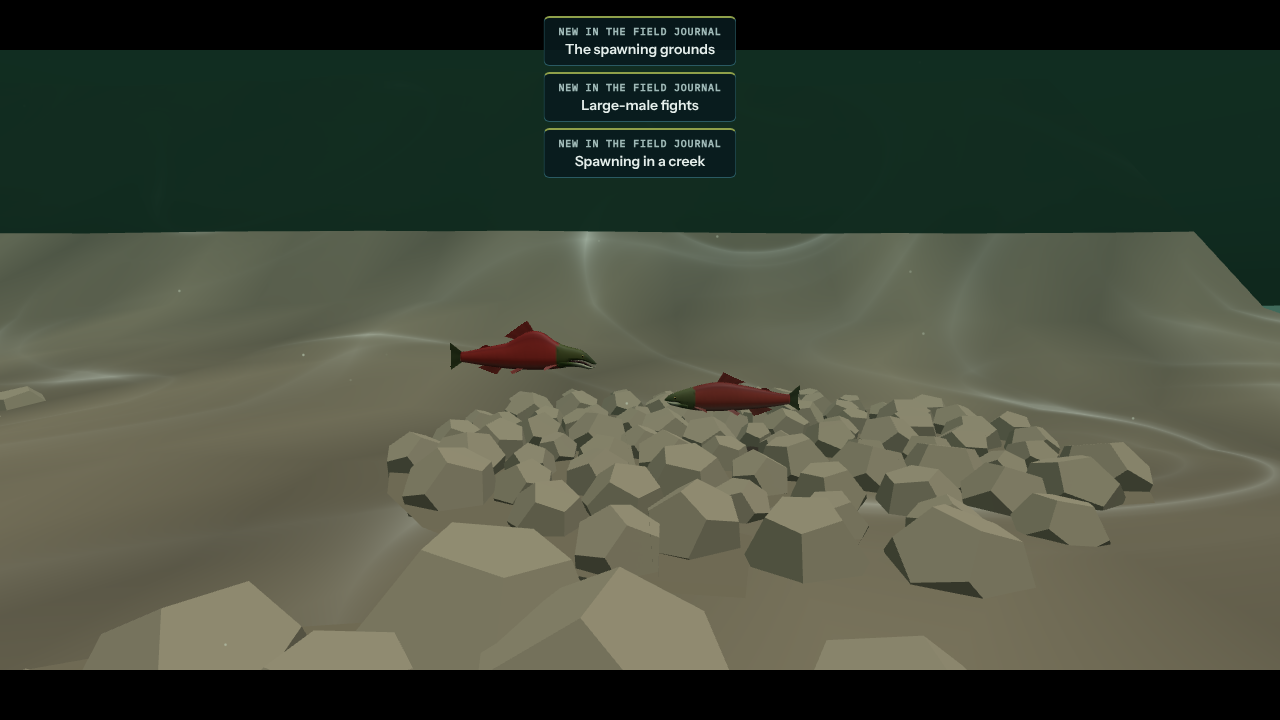 NEW IN THE FIELD JOURNAL
The spawning grounds
NEW IN THE FIELD JOURNAL
Large-male fights
NEW IN THE FIELD JOURNAL
Spawning in a creek